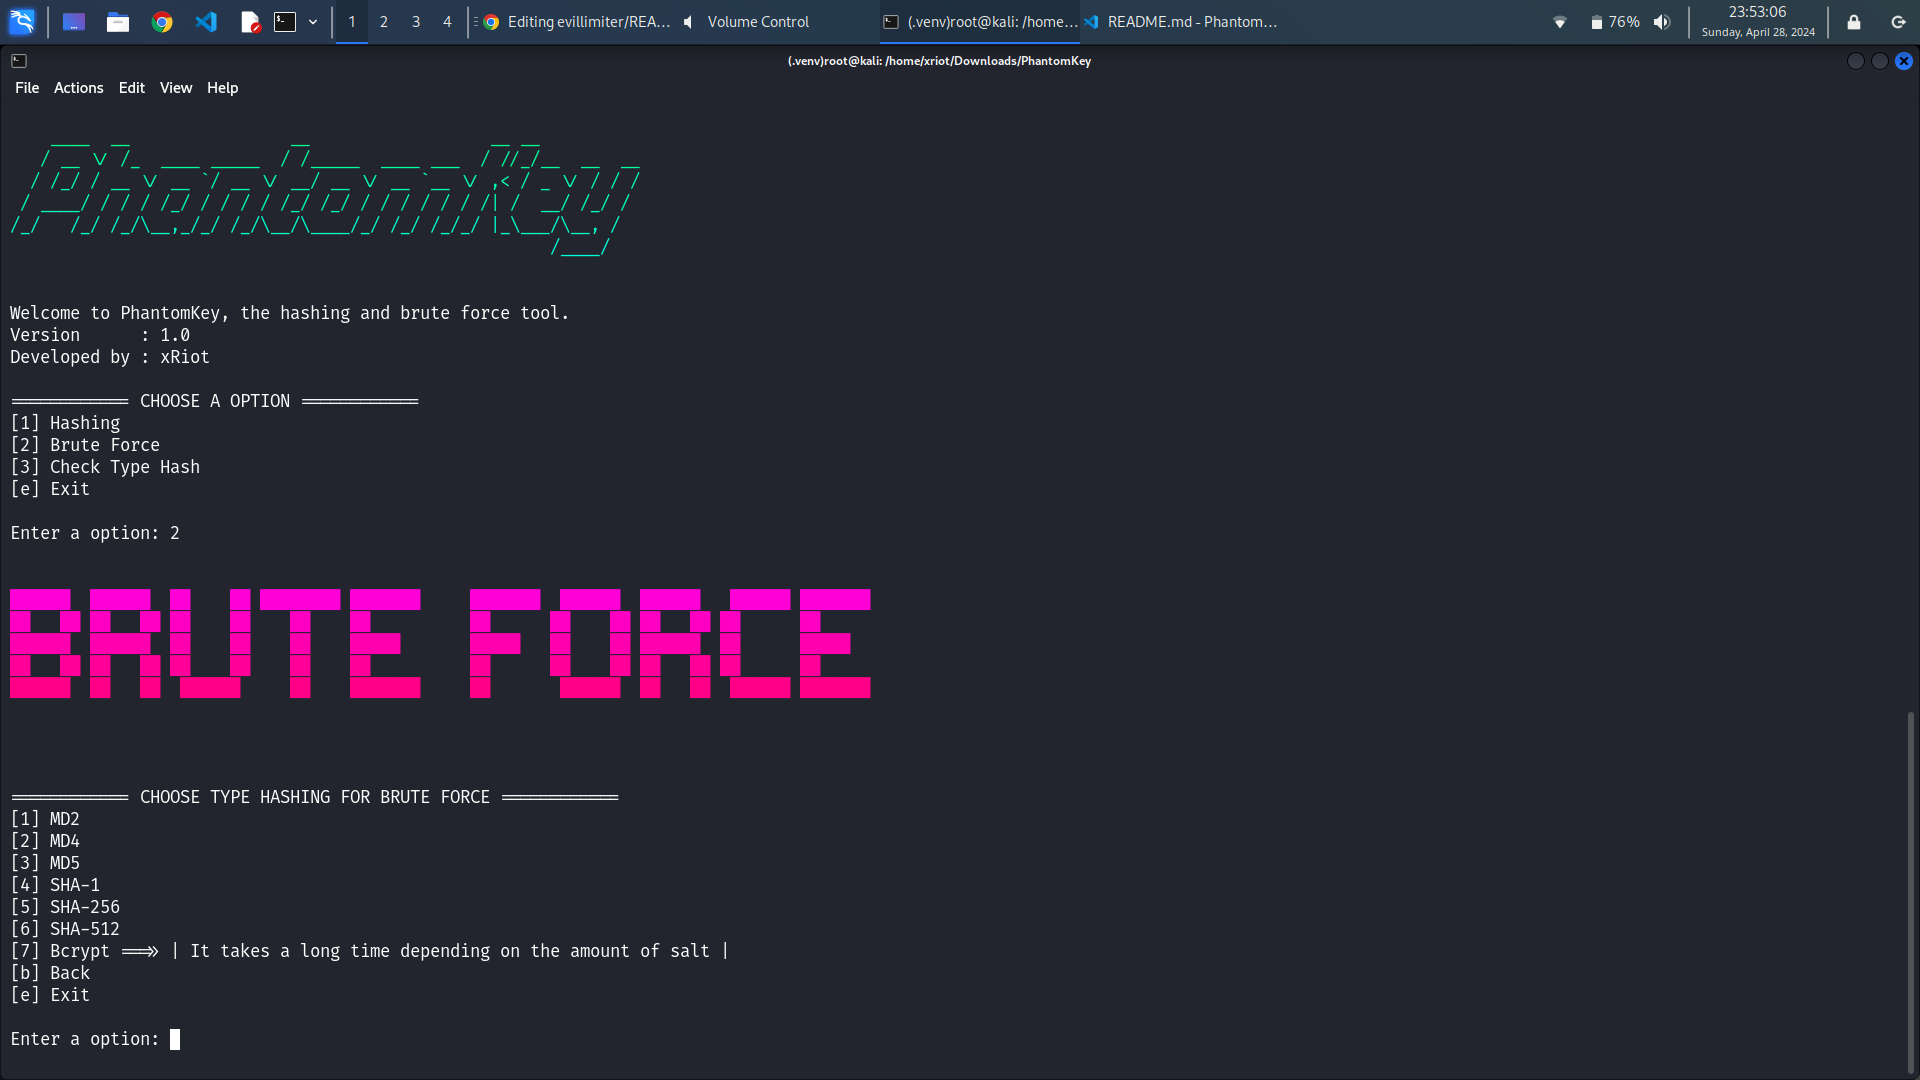 1 2 3 4 Editing evillimiter/REA... Volume Control (.venv)root@kali: /home... README.md - Phantom... 76% 23:53:06
Sunday, April 28, 2024
(.venv)root@kali: /home/xriot/Downloads/PhantomKey
File Actions Edit View Help
PhantomKey
Welcome to PhantomKey, the hashing and brute force tool.
Version : 1.0
Developed by : xRiot
============ CHOOSE A OPTION ============
[1] Hashing
[2] Brute Force
[3] Check Type Hash
[e] Exit
Enter a option: 2
BRUTE FORCE
============ CHOOSE TYPE HASHING FOR BRUTE FORCE ============
[1] MD2
[2] MD4
[3] MD5
[4] SHA-1
[5] SHA-256
[6] SHA-512
[7] Bcrypt ===>> | It takes a long time depending on the amount of salt |
[b] Back
[e] Exit
Enter a option: